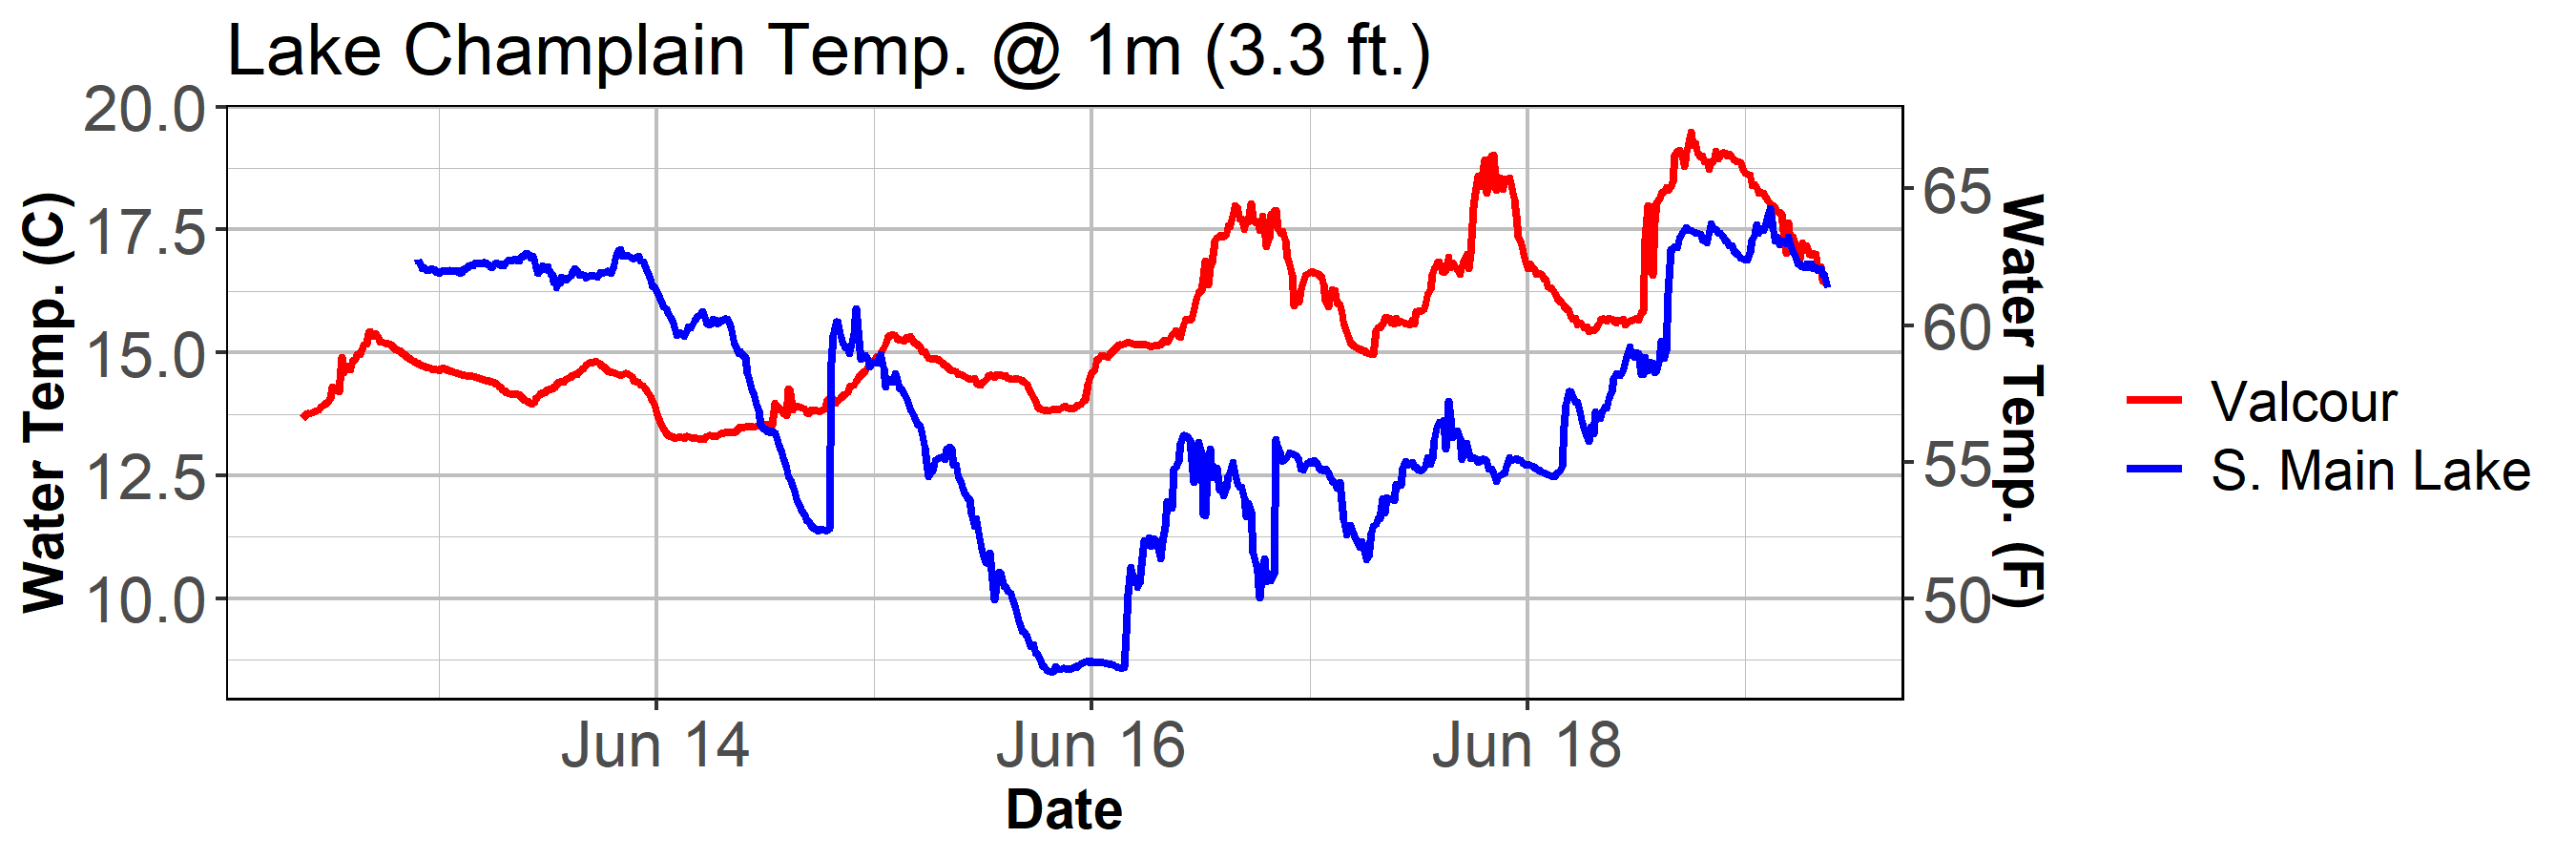 Lake Champlain Temp. @ 1m (3.3 ft.)
Water Temp. (C)
20.0
17.5
15.0
12.5
10.0
65
60
55
50
Water Temp. (F)
Jun 14
Jun 16
Jun 18
Date
Valcour
S. Main Lake